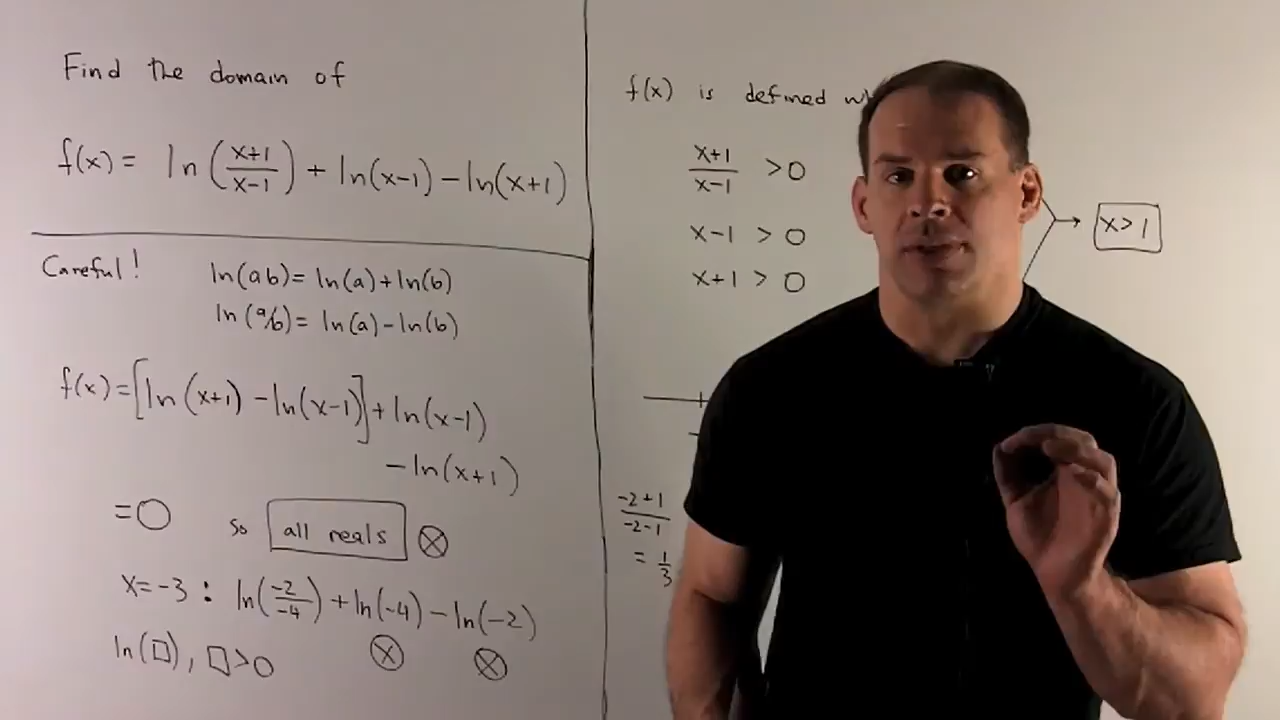 Find the domain of
f(x) = ln(x+1/x-1) + ln(x-1) - ln(x+1)
Careful!
ln(ab) = ln(a)+ln(b)
ln(a/b) = ln(a)-ln(b)
f(x) = [ln(x+1) - ln(x-1)] + ln(x-1)
- ln(x+1)
= 0 so all reals ⊗
x=-3 : ln(-2/-4) + ln(-4) - ln(-2)
ln(□), □>0 ⊗ ⊗
f(x) is defined
x+1/x-1 > 0
x-1 > 0
x+1 > 0
→ x>1
-2+1/-2-1
= 1/3